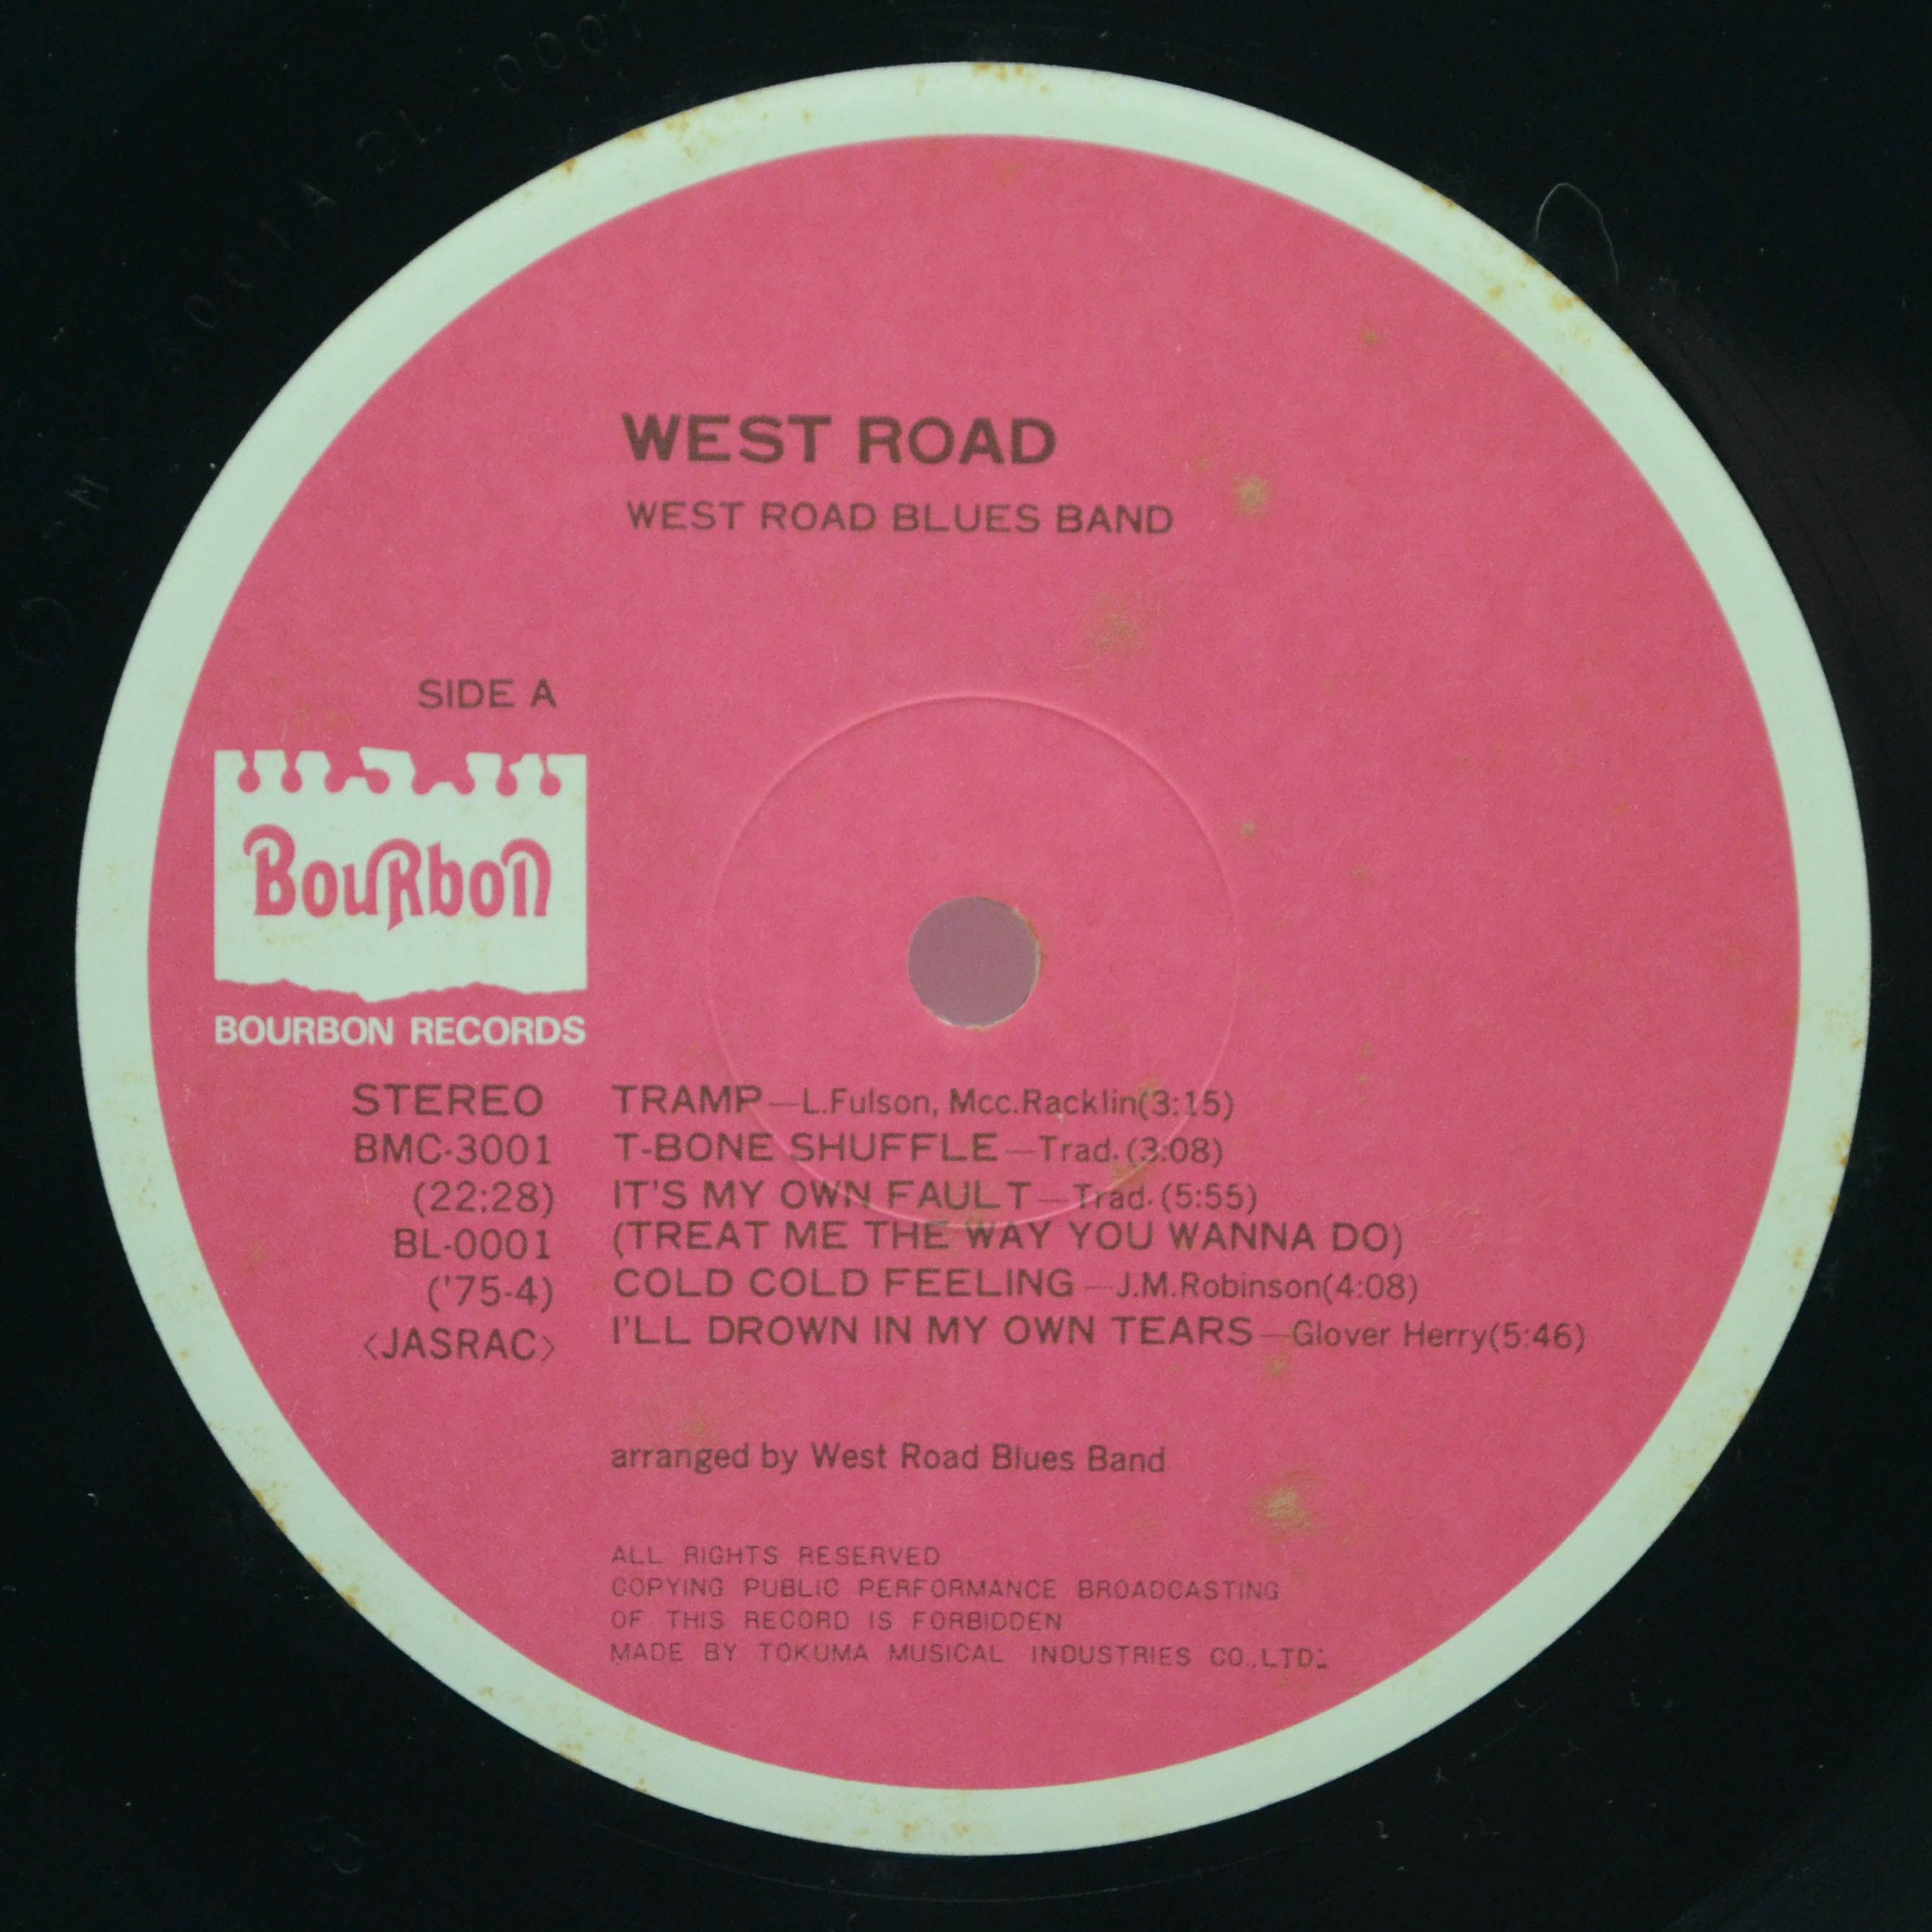 WEST ROAD
WEST ROAD BLUES BAND
SIDE A
BouRbon
BOURBON RECORDS
STEREO
BMC-3001
(22:28)
BL-0001
('75-4)
<JASRAC>
TRAMP—L.Fulson, Mcc.Racklin(3:15)
T-BONE SHUFFLE—Trad.(3:08)
IT'S MY OWN FAULT—Trad.(5:55)
(TREAT ME THE WAY YOU WANNA DO)
COLD COLD FEELING—J.M.Robinson(4:08)
I'LL DROWN IN MY OWN TEARS—Glover Herry(5:46)
arranged by West Road Blues Band
ALL RIGHTS RESERVED
COPYING PUBLIC PERFORMANCE BROADCASTING
OF THIS RECORD IS FORBIDDEN
MADE BY TOKUMA MUSICAL INDUSTRIES CO.,LTD.